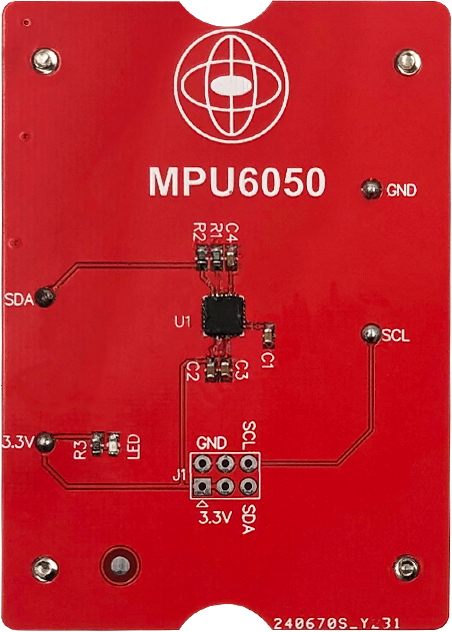 MPU6050
GND
R2 R1 C4
SDA
U1
SCL
C1
C2 C3
3.3V
R3 LED
GND SCL
J1
3.3V SDA
240670S_Y231